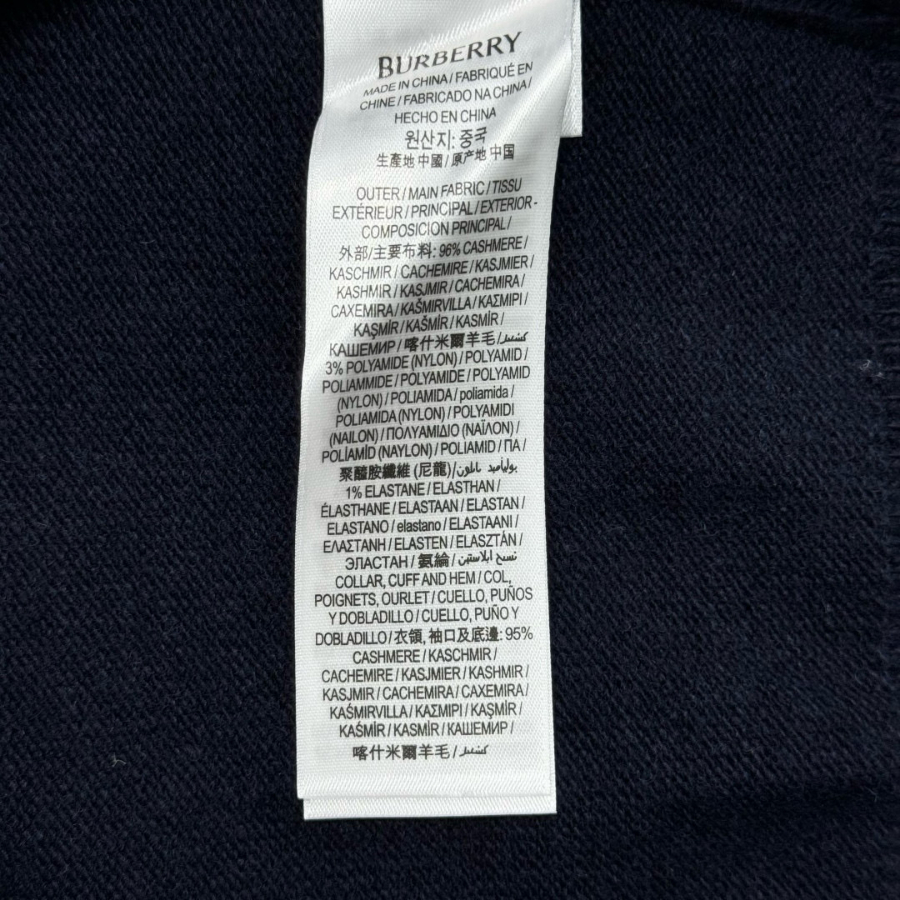 BURBERRY
MADE IN CHINA / FABRIQUÉ EN
CHINE / FABRICADO NA CHINA /
HECHO EN CHINA
원산지: 중국
生產地 中國 / 原产地 中国
OUTER / MAIN FABRIC / TISSU
EXTÉRIEUR / PRINCIPAL / EXTERIOR -
COMPOSICION PRINCIPAL /
外部/主要布料: 96% CASHMERE /
KASCHMIR / CACHEMIRE / KASJMIER /
KASHMIR / KASJMIR / CACHEMIRA /
CAXEMIRA / KAŠMIRVILLA / ΚΑΣΜΙΡΙ /
KAŞMİR / KAŠMÍR / KASMÍR /
КАШЕМИР / 喀什米爾羊毛 / كشمير
3% POLYAMIDE (NYLON) / POLYAMID /
POLIAMMIDE / POLYAMIDE / POLYAMID
(NYLON) / POLIAMIDA / poliamida /
POLIAMIDA (NYLON) / POLYAMIDI
(NAILON) / ΠΟΛΥΑΜΙΔΙΟ (ΝΑΪΛΟΝ) /
POLİAMİD (NAYLON) / POLIAMID / ПА /
聚醯胺纖維 (尼龍)/بوليأميد نايلون
1% ELASTANE / ELASTHAN /
ÉLASTHANE / ELASTAAN / ELASTAN /
ELASTANO / elastano / ELASTAANI /
ΕΛΑΣΤΑΝΗ / ELASTEN / ELASZTÁN /
ЭЛАСТАН / 氨綸 / نسيج ايلاستين
COLLAR, CUFF AND HEM / COL,
POIGNETS, OURLET / CUELLO, PUÑOS
Y DOBLADILLO / CUELLO, PUÑO Y
DOBLADILLO / 衣領, 袖口及底邊: 95%
CASHMERE / KASCHMIR /
CACHEMIRE / KASJMIER / KASHMIR /
KASJMIR / CACHEMIRA / CAXEMIRA /
KAŠMIRVILLA / ΚΑΣΜΙΡΙ / KAŞMİR /
KAŠMÍR / KASMÍR / КАШЕМИР /
喀什米爾羊毛 / كشمير